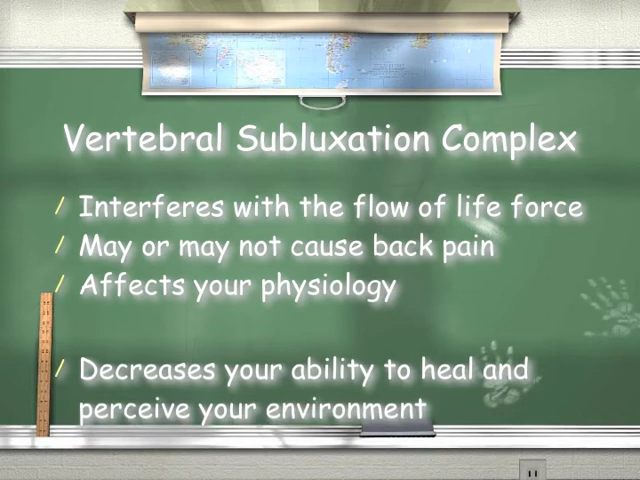 Vertebral Subluxation Complex
Interferes with the flow of life force
May or may not cause back pain
Affects your physiology
Decreases your ability to heal and
perceive your environment